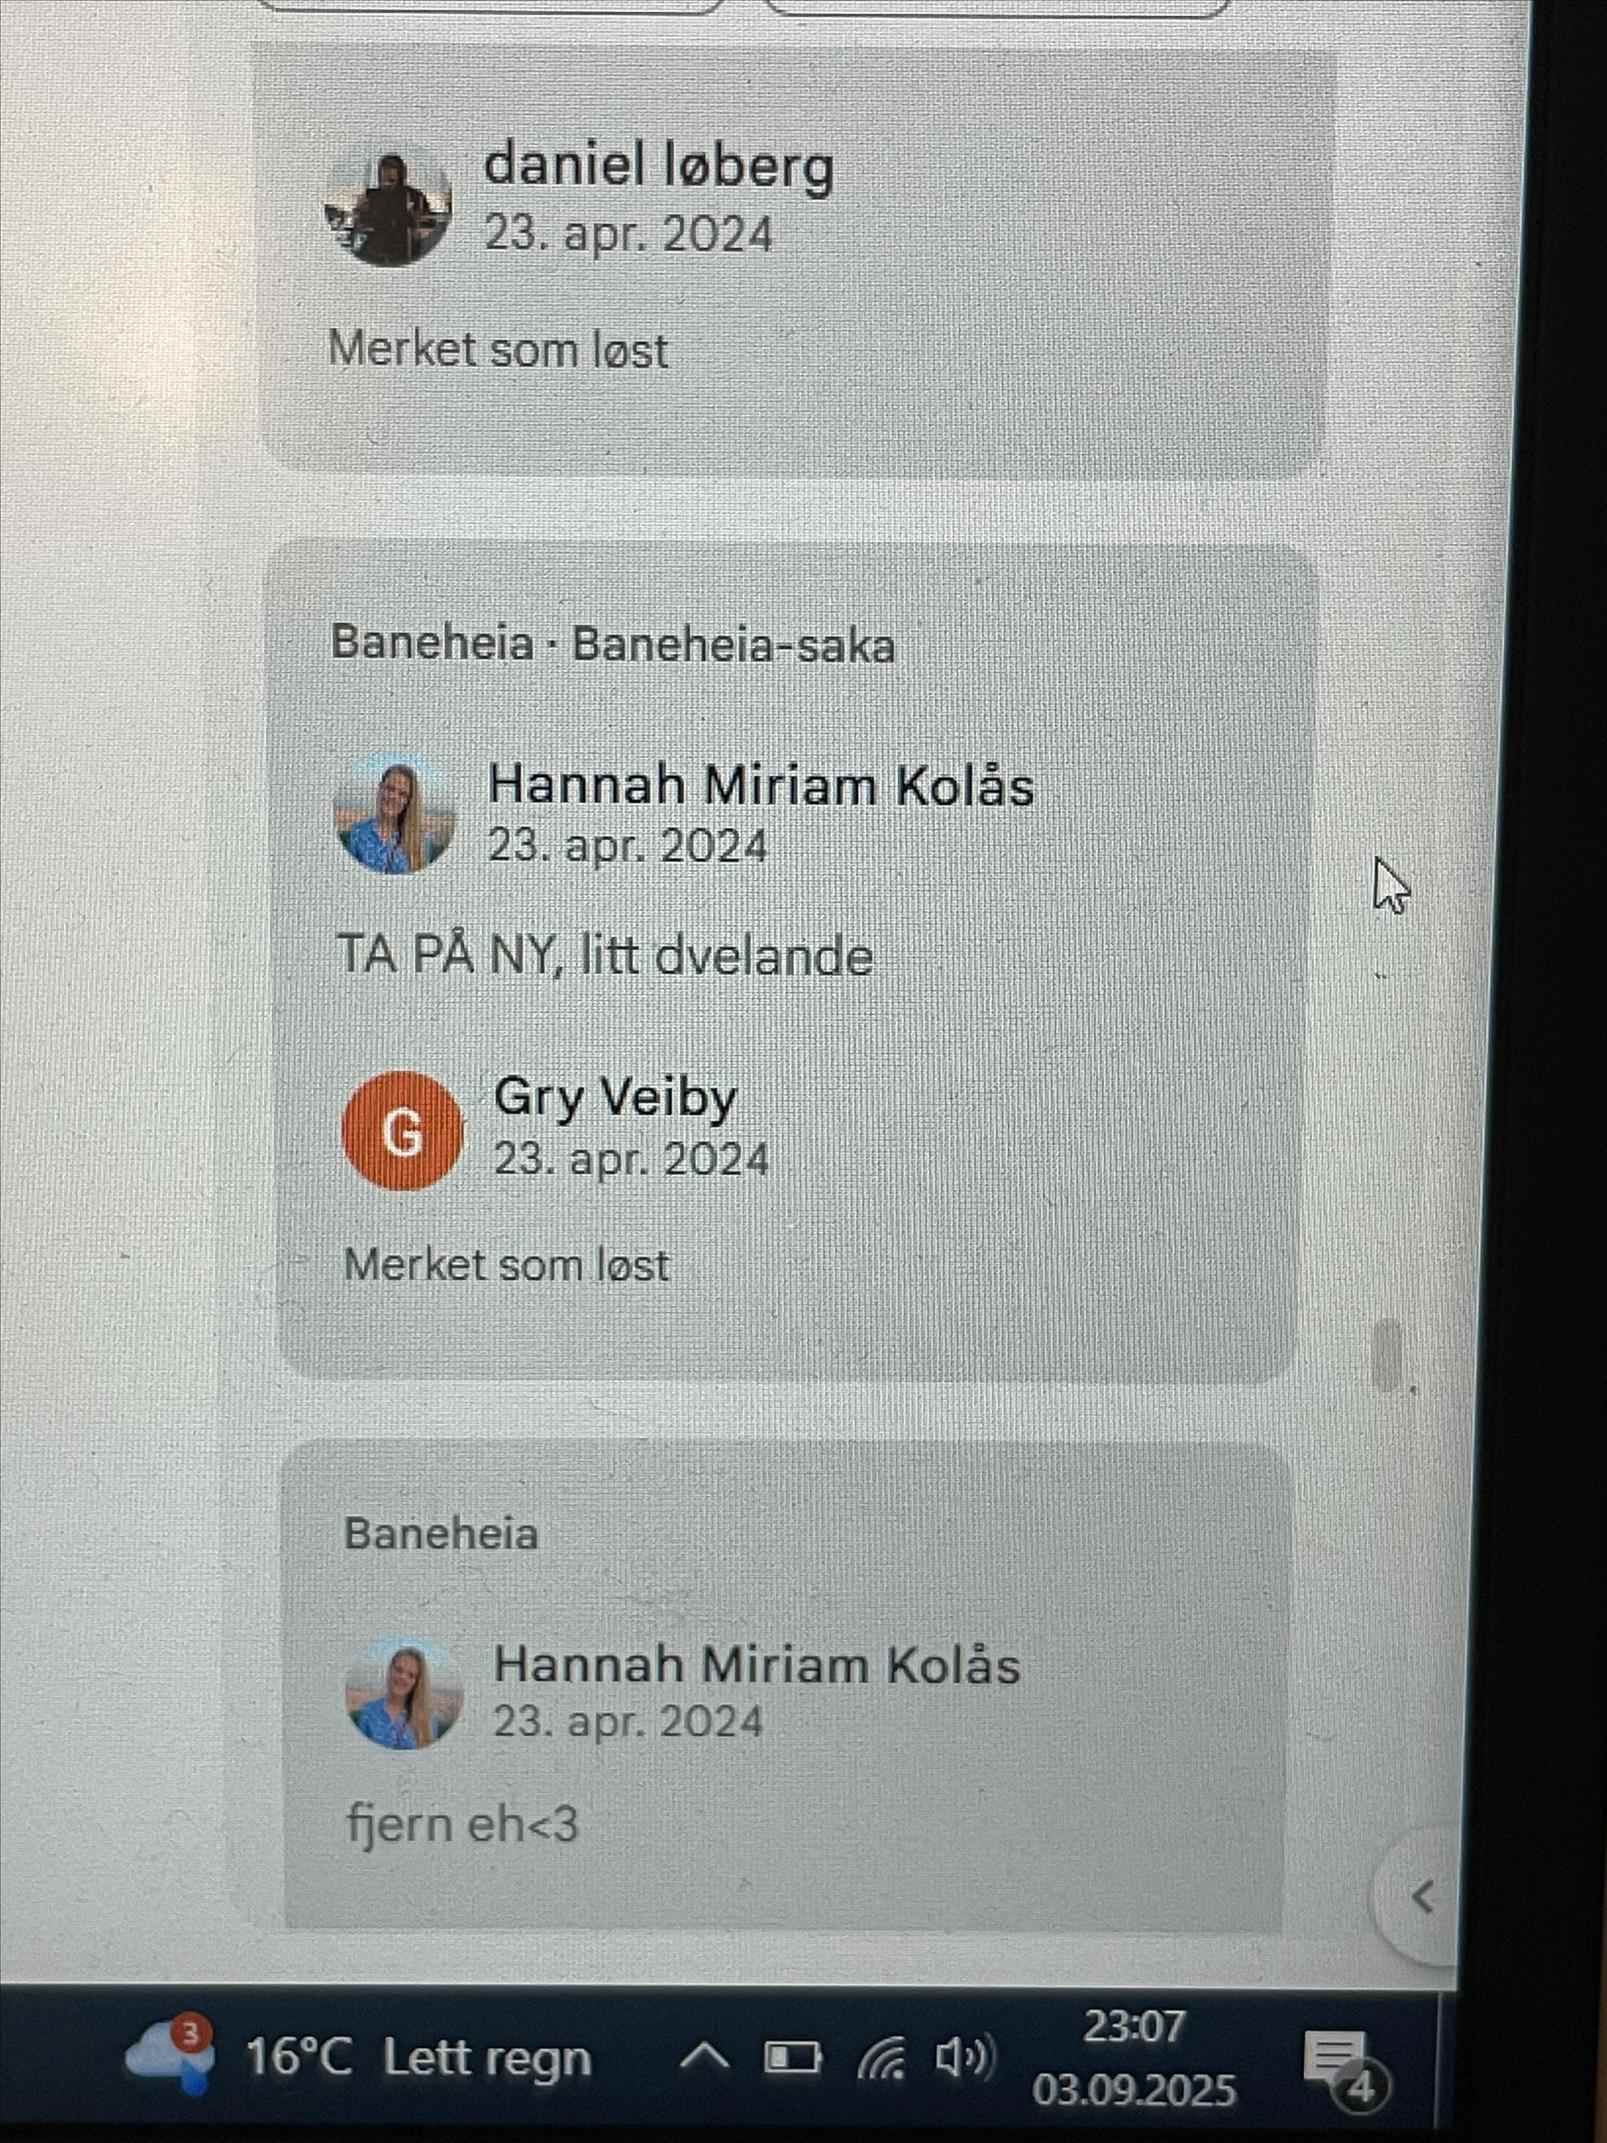 daniel løberg
23. apr. 2024
Merket som løst
Baneheia · Baneheia-saka
Hannah Miriam Kolås
23. apr. 2024
TA PÅ NY, litt dvelande
G
Gry Veiby
23. apr. 2024
Merket som løst
Baneheia
Hannah Miriam Kolås
23. apr. 2024
fjern eh<3
3
16°C Lett regn
23:07
03.09.2025
4